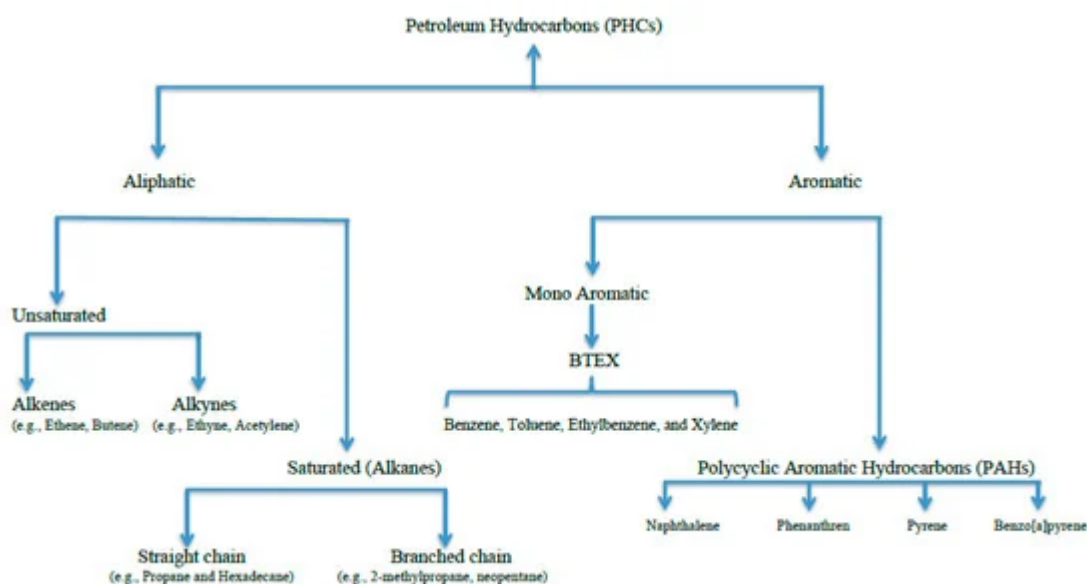 Petroleum Hydrocarbons (PHCs)
Aliphatic
Aromatic
Unsaturated
Mono Aromatic
BTEX
Alkenes
(e.g., Ethene, Butene)
Alkynes
(e.g., Ethyne, Acetylene)
Benzene, Toluene, Ethylbenzene, and Xylene
Saturated (Alkanes)
Polycyclic Aromatic Hydrocarbons (PAHs)
Naphthalene
Phenanthren
Pyrene
Benzo[a]pyrene
Straight chain
(e.g., Propane and Hexadecane)
Branched chain
(e.g., 2-methylpropane, neopentane)